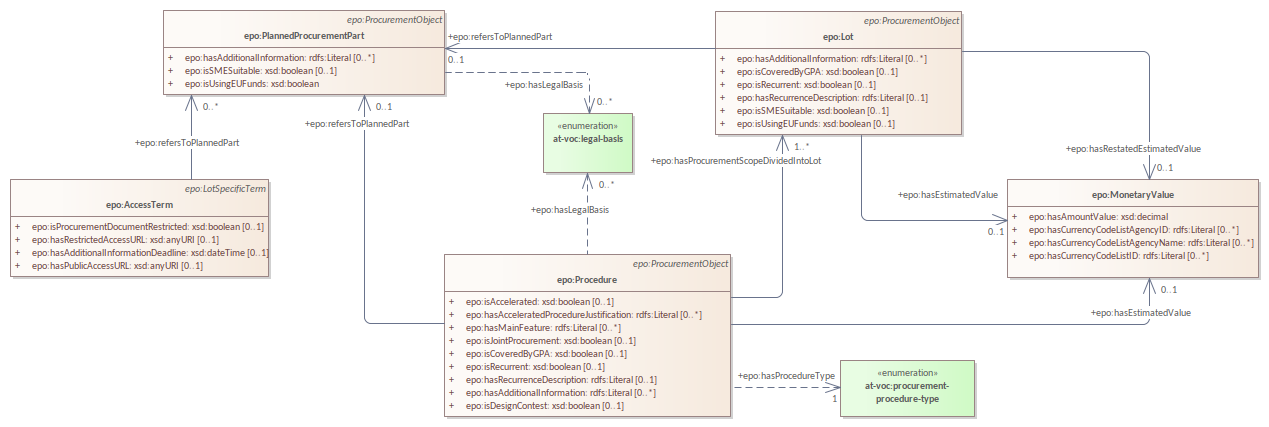 epo:ProcurementObject
epo:PlannedProcurementPart
+ epo:hasAdditionalInformation: rdfs:Literal [0..*]
+ epo:isSMESuitable: xsd:boolean [0..1]
+ epo:isUsingEUFunds: xsd:boolean
+epo:refersToPlannedPart
0..1
epo:ProcurementObject
epo:Lot
+ epo:hasAdditionalInformation: rdfs:Literal [0..*]
+ epo:isCoveredByGPA: xsd:boolean [0..1]
+ epo:isRecurrent: xsd:boolean [0..1]
+ epo:hasRecurrenceDescription: rdfs:Literal [0..1]
+ epo:isSMESuitable: xsd:boolean [0..1]
+ epo:isUsingEUFunds: xsd:boolean [0..1]
+epo:hasLegalBasis
0..*
0..*
0..1
+epo:refersToPlannedPart
+epo:refersToPlannedPart
«enumeration»
at-voc:legal-basis
1..*
+epo:hasProcurementScopeDividedIntoLot
+epo:hasRestatedEstimatedValue
0..1
epo:LotSpecificTerm
epo:AccessTerm
+ epo:isProcurementDocumentRestricted: xsd:boolean [0..1]
+ epo:hasRestrictedAccessURL: xsd:anyURI [0..1]
+ epo:hasAdditionalInformationDeadline: xsd:dateTime [0..1]
+ epo:hasPublicAccessURL: xsd:anyURI [0..1]
0..*
+epo:hasLegalBasis
+epo:hasEstimatedValue
0..1
epo:MonetaryValue
+ epo:hasAmountValue: xsd:decimal
+ epo:hasCurrencyCodeListAgencyID: rdfs:Literal [0..*]
+ epo:hasCurrencyCodeListAgencyName: rdfs:Literal [0..*]
+ epo:hasCurrencyCodeListID: rdfs:Literal [0..*]
0..1
+epo:hasEstimatedValue
epo:ProcurementObject
epo:Procedure
+ epo:isAccelerated: xsd:boolean [0..1]
+ epo:hasAcceleratedProcedureJustification: rdfs:Literal [0..*]
+ epo:hasMainFeature: rdfs:Literal [0..*]
+ epo:isJointProcurement: xsd:boolean [0..1]
+ epo:isCoveredByGPA: xsd:boolean [0..1]
+ epo:isRecurrent: xsd:boolean [0..1]
+ epo:hasRecurrenceDescription: rdfs:Literal [0..1]
+ epo:hasAdditionalInformation: rdfs:Literal [0..*]
+ epo:isDesignContest: xsd:boolean [0..1]
+epo:hasProcedureType
1
«enumeration»
at-voc:procurement-
procedure-type